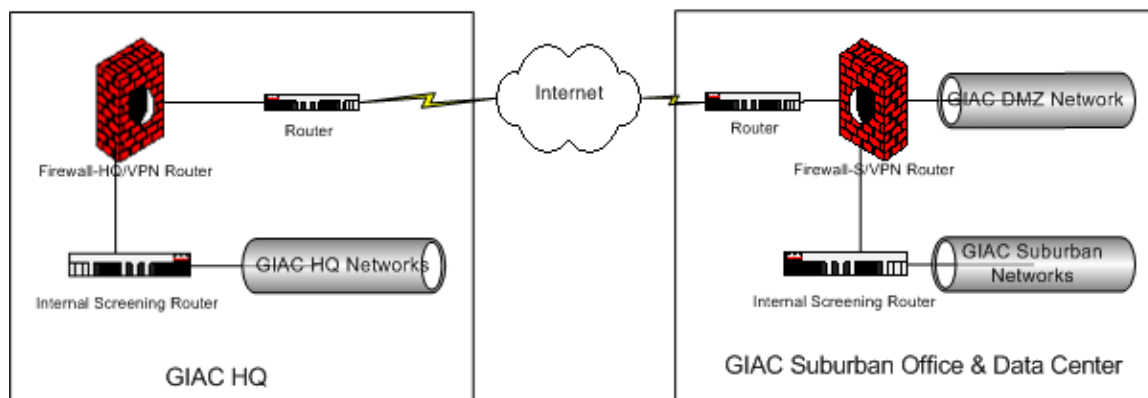 Internet
Router
Firewall-HQ/VPN Router
GIAC HQ Networks
Internal Screening Router
GIAC HQ
GIAC DMZ Network
Router
Firewall-S/VPN Router
GIAC Suburban
Networks
Internal Screening Router
GIAC Suburban Office & Data Center